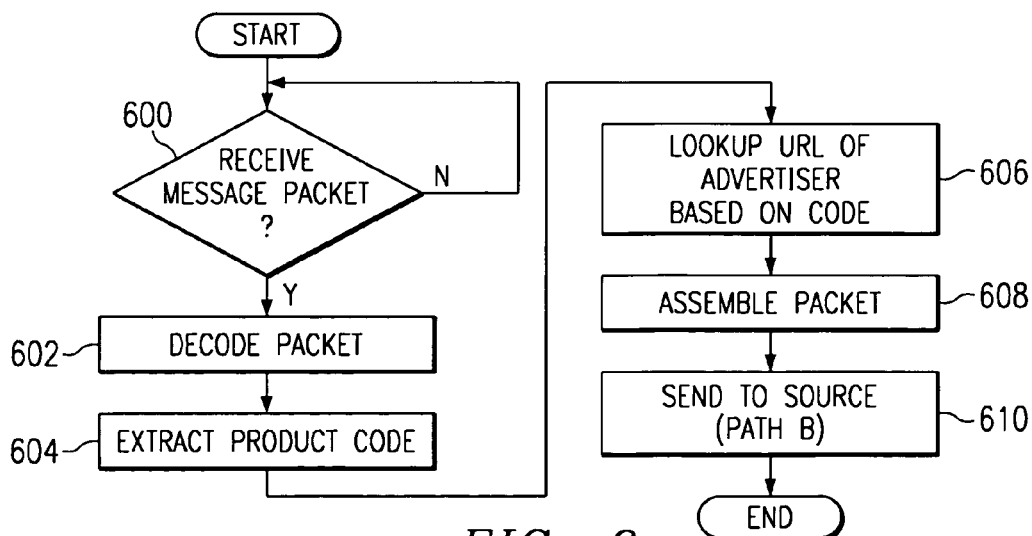 START
600
RECEIVE
MESSAGE PACKET
?
N
Y
602
DECODE PACKET
604
EXTRACT PRODUCT CODE
LOOKUP URL OF
ADVERTISER
BASED ON CODE
606
ASSEMBLE PACKET
608
SEND TO SOURCE
(PATH B)
610
END